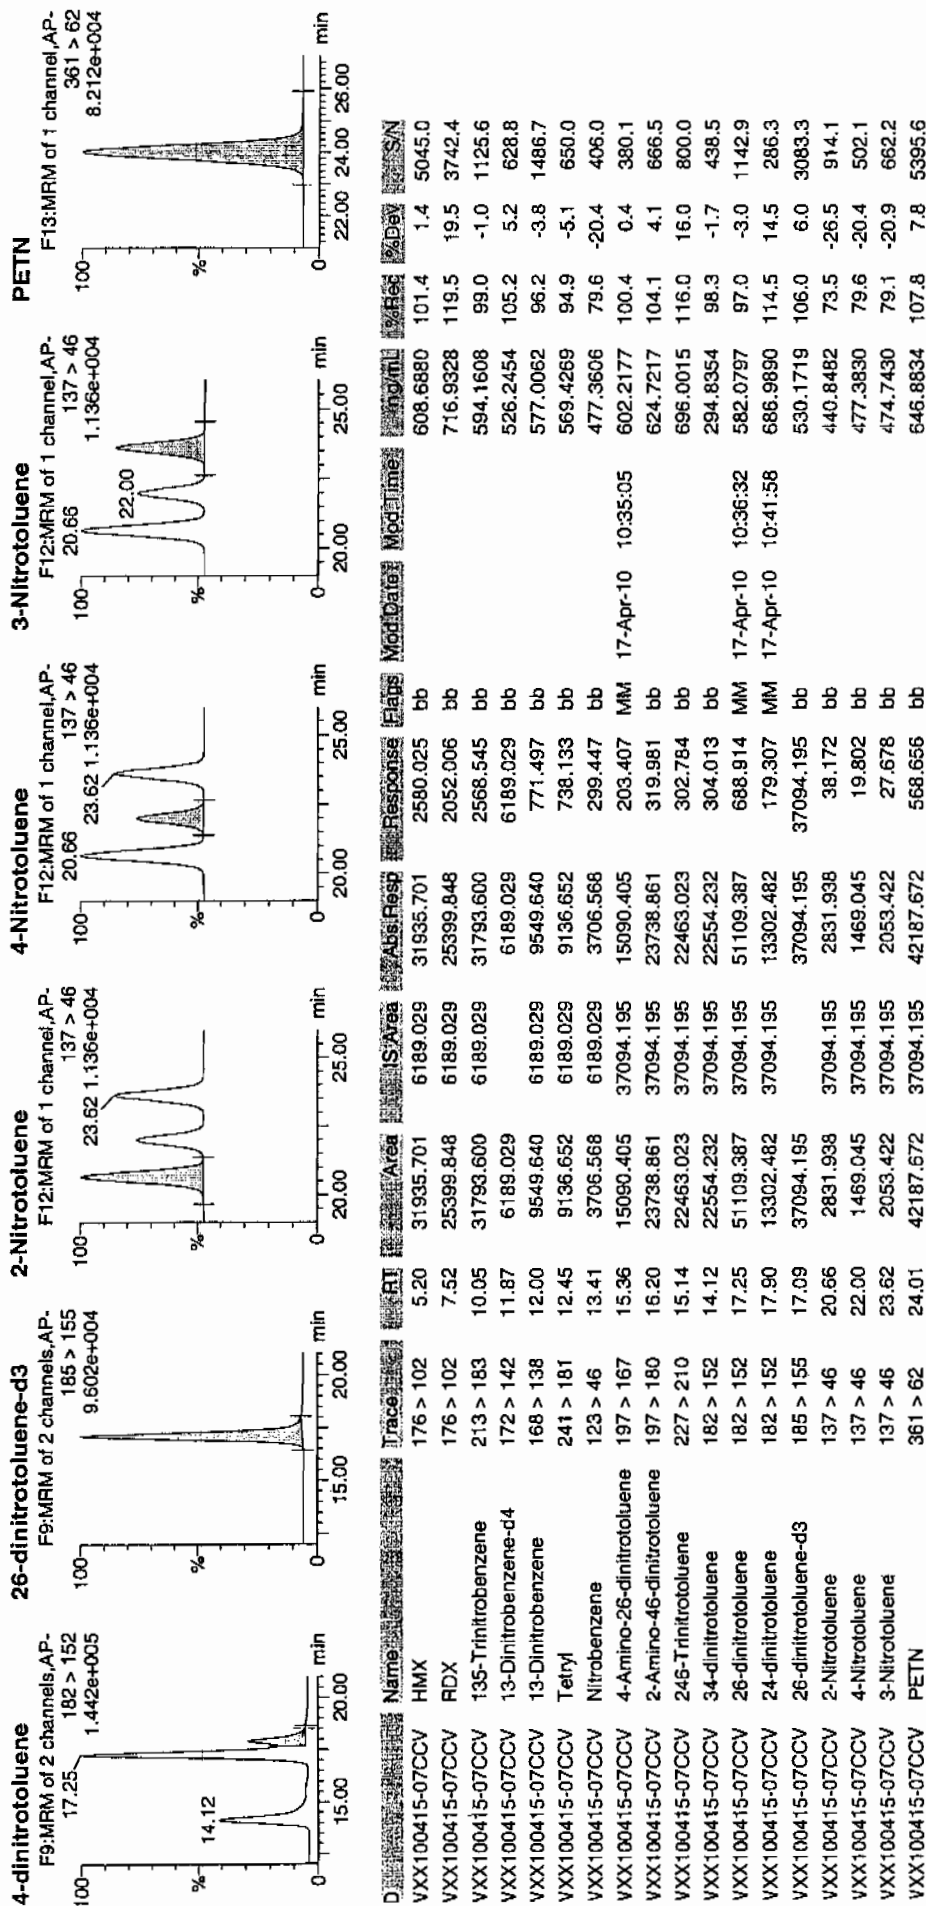 4-dinitrotoluene
F9:MRM of 2 channels,AP-
182 > 152
1.442e+005
100
17.25
14.12
%
0
15.00 20.00 min
26-dinitrotoluene-d3
F9:MRM of 2 channels,AP-
185 > 155
9.602e+004
100
%
0
15.00 20.00 min
2-Nitrotoluene
F12:MRM of 1 channel,AP-
137 > 46
23.62 1.136e+004
100
%
0
20.00 25.00 min
4-Nitrotoluene
F12:MRM of 1 channel,AP-
20.66 137 > 46
23.62 1.136e+004
100
%
0
20.00 25.00 min
3-Nitrotoluene
F12:MRM of 1 channel,AP-
20.66 137 > 46
1.136e+004
22.00
100
%
0
20.00 25.00 min
PETN
F13:MRM of 1 channel,AP-
361 > 62
8.212e+004
100
%
0
22.00 24.00 26.00 min
D Name Trace RT Area IS Area Abs.Resp Response Flags Mod.Date Mod.Time ng/mL %Rec %Dev S/N
VXX100415-07CCV HMX 176 > 102 5.20 31935.701 6189.029 31935.701 2580.025 bb 608.6880 101.4 1.4 5045.0
VXX100415-07CCV RDX 176 > 102 7.52 25399.848 6189.029 25399.848 2052.006 bb 716.9328 119.5 19.5 3742.4
VXX100415-07CCV 135-Trinitrobenzene 213 > 183 10.05 31793.600 6189.029 31793.600 2568.545 bb 594.1608 99.0 -1.0 1125.6
VXX100415-07CCV 13-Dinitrobenzene-d4 172 > 142 11.87 6189.029 6189.029 6189.029 bb 526.2454 105.2 5.2 628.8
VXX100415-07CCV 13-Dinitrobenzene 168 > 138 12.00 9549.640 6189.029 9549.640 771.497 bb 577.0062 96.2 -3.8 1486.7
VXX100415-07CCV Tetryl 241 > 181 12.45 9136.652 6189.029 9136.652 738.133 bb 569.4269 94.9 -5.1 650.0
VXX100415-07CCV Nitrobenzene 123 > 46 13.41 3706.568 6189.029 3706.568 299.447 bb 477.3606 79.6 -20.4 406.0
VXX100415-07CCV 4-Amino-26-dinitrotoluene 197 > 167 15.36 15090.405 37094.195 15090.405 203.407 MM 17-Apr-10 10:35:05 602.2177 100.4 0.4 380.1
VXX100415-07CCV 2-Amino-46-dinitrotoluene 197 > 180 16.20 23738.861 37094.195 23738.861 319.981 bb 624.7217 104.1 4.1 666.5
VXX100415-07CCV 246-Trinitrotoluene 227 > 210 15.14 22463.023 37094.195 22463.023 302.784 bb 696.0015 116.0 16.0 800.0
VXX100415-07CCV 34-dinitrotoluene 182 > 152 14.12 22554.232 37094.195 22554.232 304.013 bb 294.8354 98.3 -1.7 438.5
VXX100415-07CCV 26-dinitrotoluene 182 > 152 17.25 51109.387 37094.195 51109.387 688.914 MM 17-Apr-10 10:36:32 582.0797 97.0 -3.0 1142.9
VXX100415-07CCV 24-dinitrotoluene 182 > 152 17.90 13302.482 37094.195 13302.482 179.307 MM 17-Apr-10 10:41:58 686.9890 114.5 14.5 286.3
VXX100415-07CCV 26-dinitrotoluene-d3 185 > 155 17.09 37094.195 37094.195 37094.195 bb 530.1719 106.0 6.0 3083.3
VXX100415-07CCV 2-Nitrotoluene 137 > 46 20.66 2831.938 37094.195 2831.938 38.172 bb 440.8482 73.5 -26.5 914.1
VXX100415-07CCV 4-Nitrotoluene 137 > 46 22.00 1469.045 37094.195 1469.045 19.802 bb 477.3830 79.6 -20.4 502.1
VXX100415-07CCV 3-Nitrotoluene 137 > 46 23.62 2053.422 37094.195 2053.422 27.678 bb 474.7430 79.1 -20.9 662.2
VXX100415-07CCV PETN 361 > 62 24.01 42187.672 37094.195 42187.672 568.656 bb 646.8834 107.8 7.8 5395.6